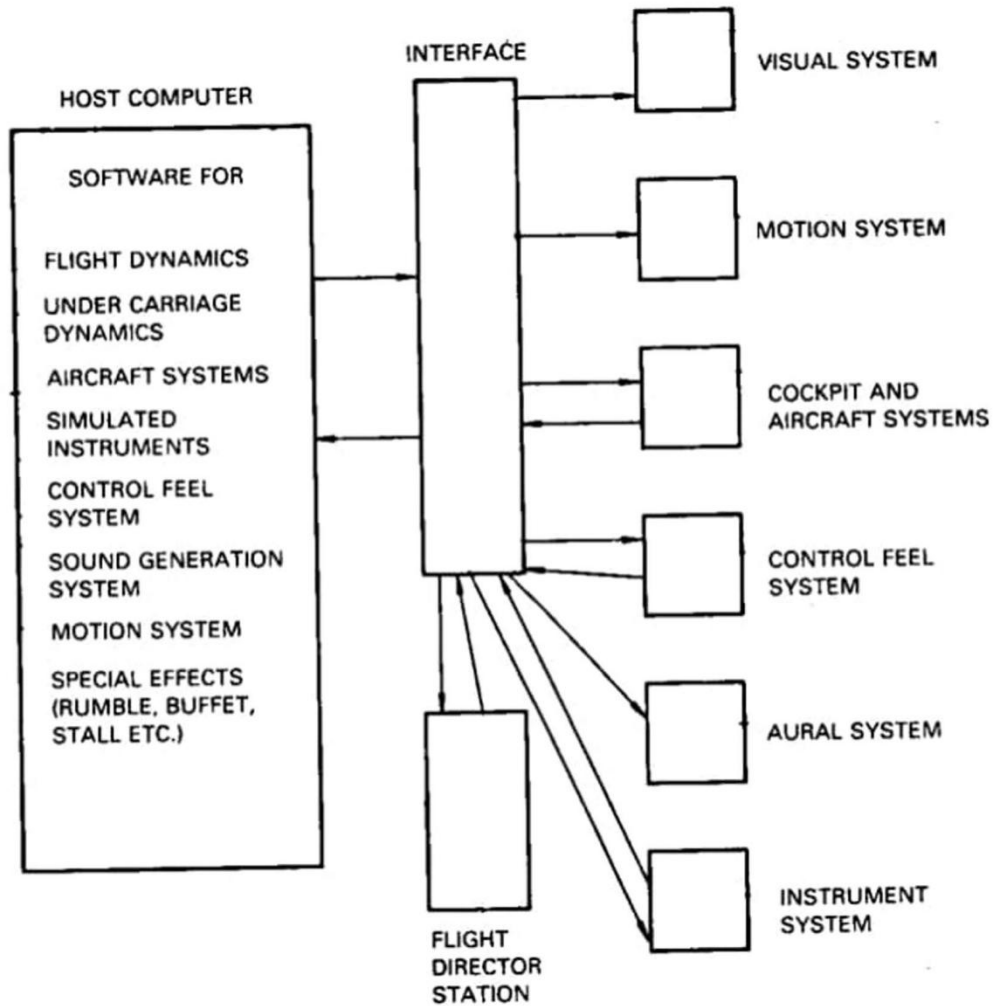 INTERFACE
HOST COMPUTER
SOFTWARE FOR
FLIGHT DYNAMICS
UNDER CARRIAGE
DYNAMICS
AIRCRAFT SYSTEMS
SIMULATED
INSTRUMENTS
CONTROL FEEL
SYSTEM
SOUND GENERATION
SYSTEM
MOTION SYSTEM
SPECIAL EFFECTS
(RUMBLE, BUFFET,
STALL ETC.)
FLIGHT
DIRECTOR
STATION
VISUAL SYSTEM
MOTION SYSTEM
COCKPIT AND
AIRCRAFT SYSTEMS
CONTROL FEEL
SYSTEM
AURAL SYSTEM
INSTRUMENT
SYSTEM